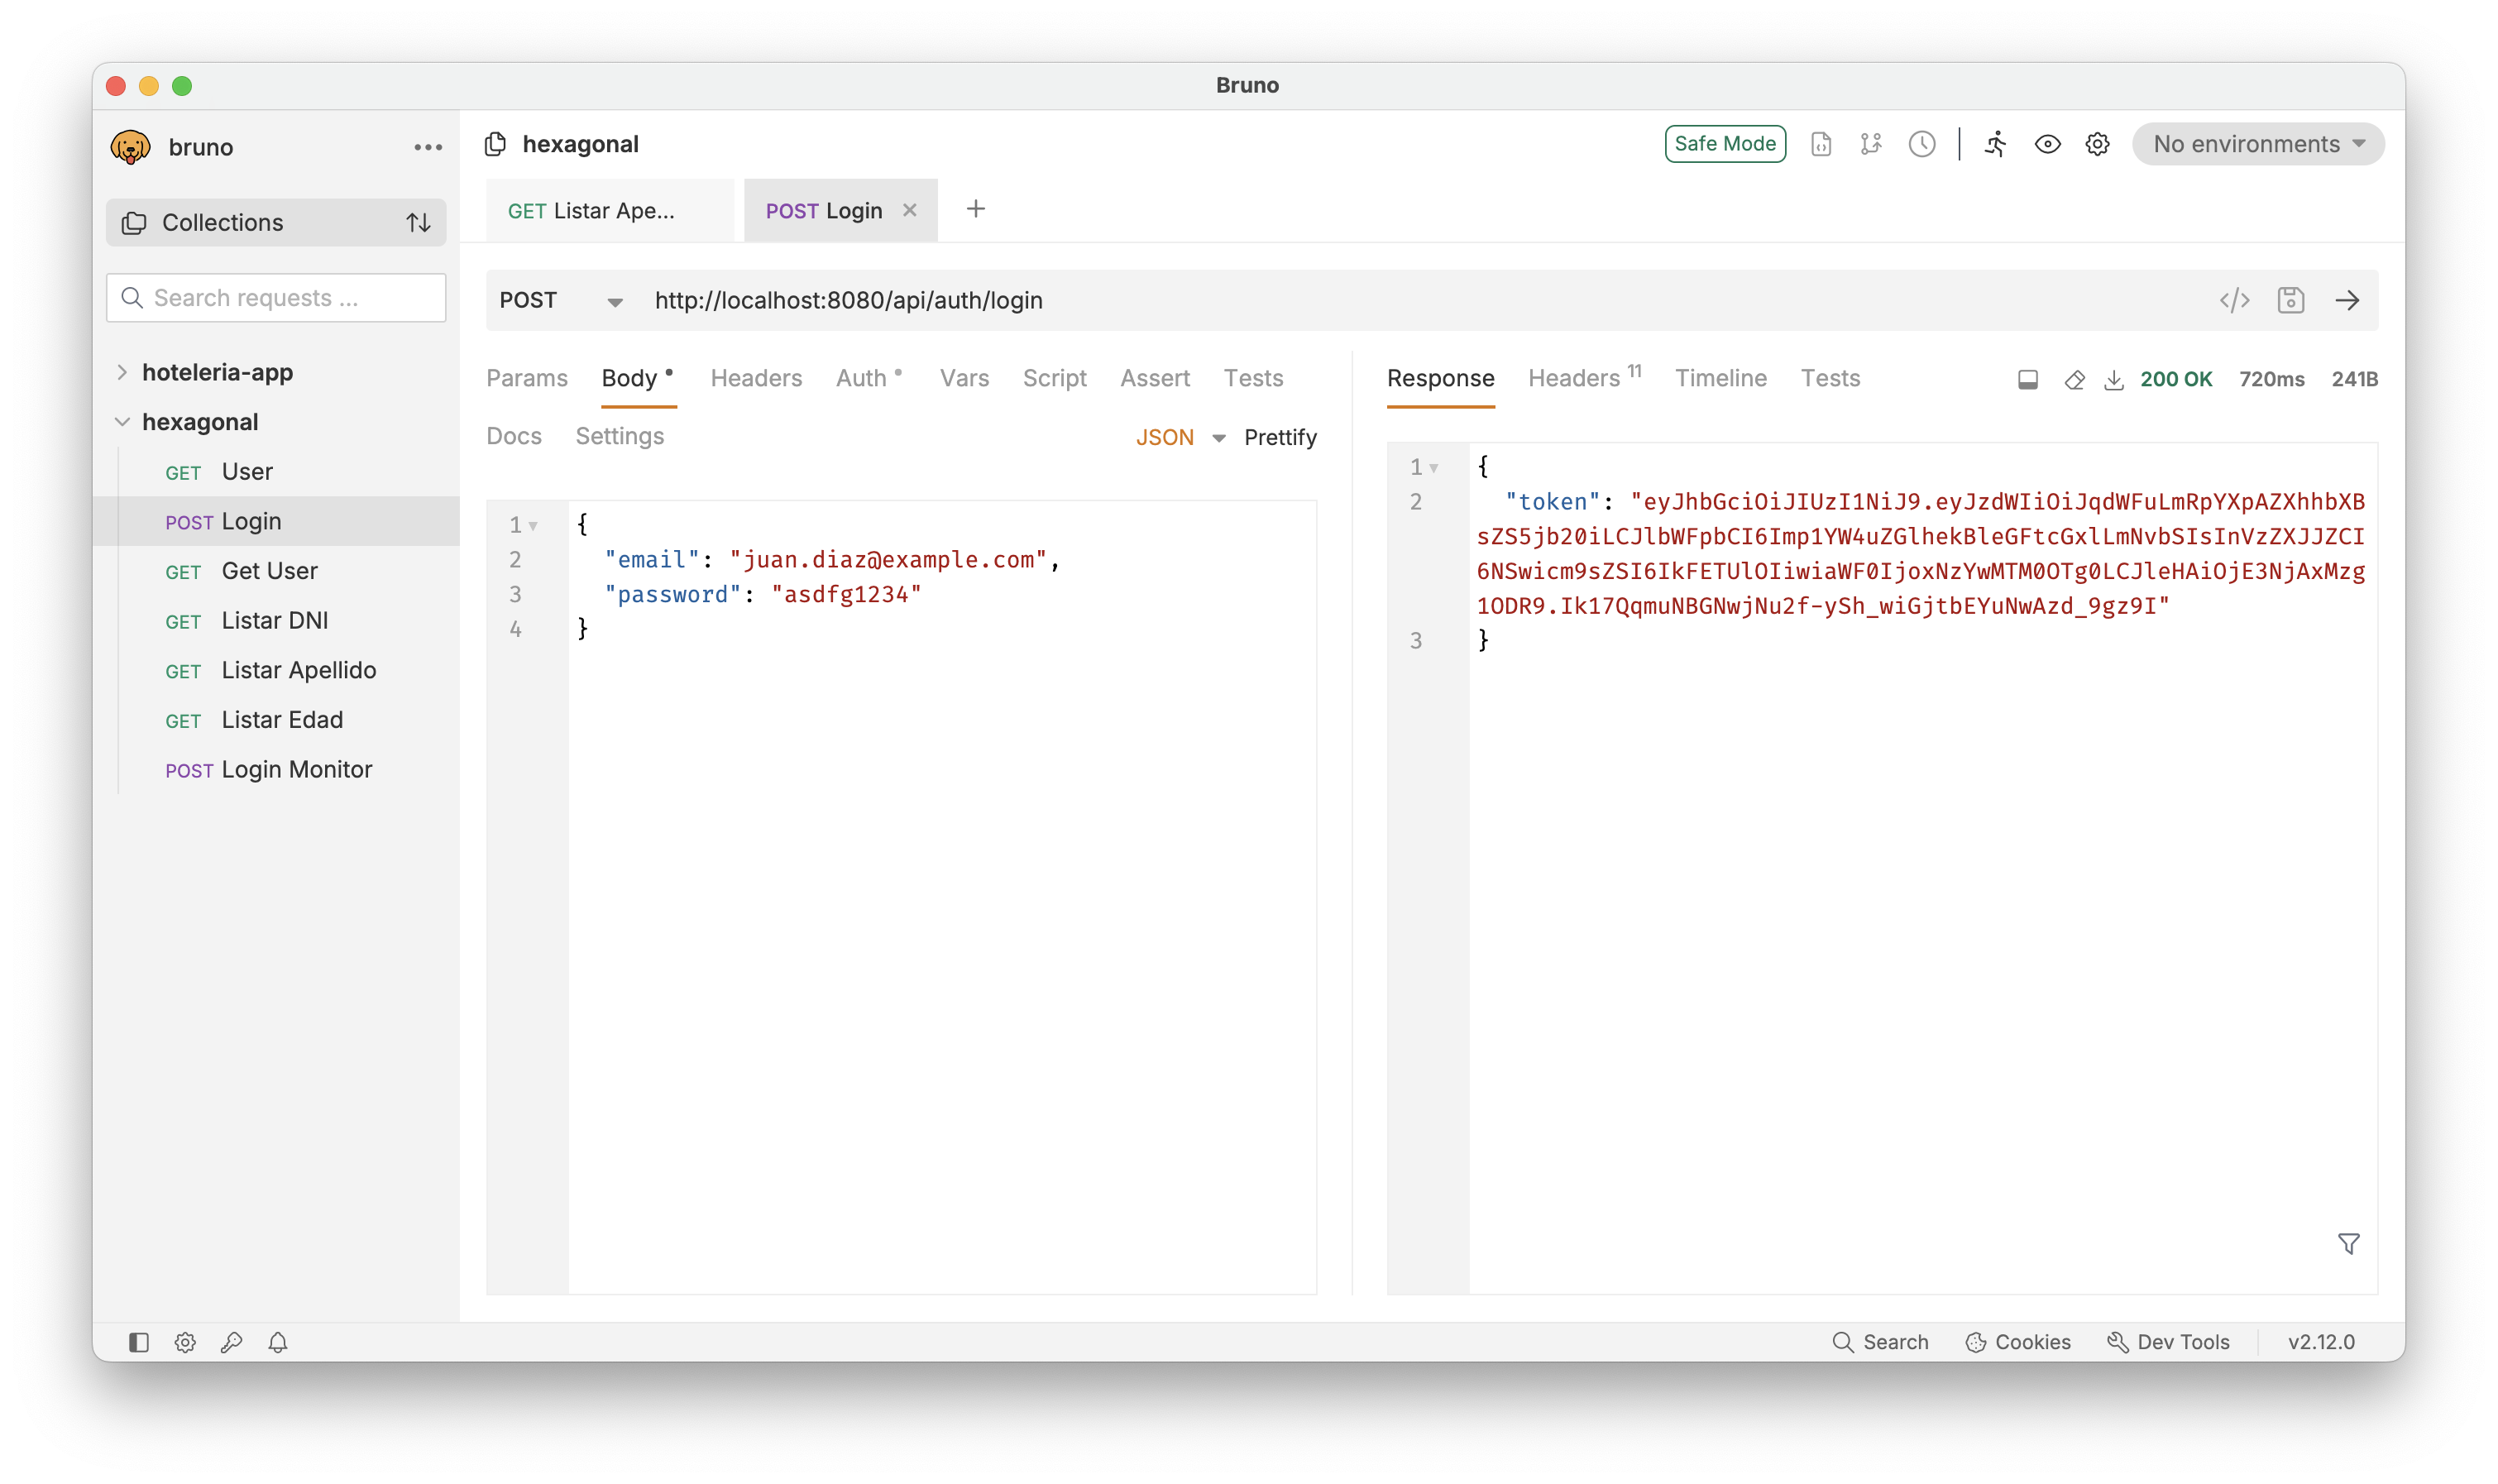 Bruno
bruno
hexagonal
Safe Mode
No environments
Collections
GET Listar Ape...
POST Login
Search requests ...
POST
http://localhost:8080/api/auth/login
hoteleria-app
hexagonal
GET User
POST Login
GET Get User
GET Listar DNI
GET Listar Apellido
GET Listar Edad
POST Login Monitor
Params Body Headers Auth Vars Script Assert Tests
Docs Settings
JSON Prettify
1 {
2 "email": "juan.diaz@example.com",
3 "password": "asdfg1234"
4 }
Response Headers 11 Timeline Tests
200 OK 720ms 241B
1 {
2 "token": "eyJhbGciOiJIUzI1NiJ9.eyJzdWIiOiJqdWFuLmRpYXpAZXhhbXB
sZS5jb20iLCJlbWFpbCI6Imp1YW4uZGlhekBleGFtcGxlLmNvbSIsInVzZXJJZCI
6NSwicm9sZSI6IkFETUlOIiwiaWF0IjoxNzYwMTM0OTg0LCJleHAiOjE3NjAxMzg
1ODR9.Ik17QqmuNBGNwjNu2f-ySh_wiGjtbEYuNwAzd_9gz9I"
3 }
Search
Cookies
Dev Tools
v2.12.0